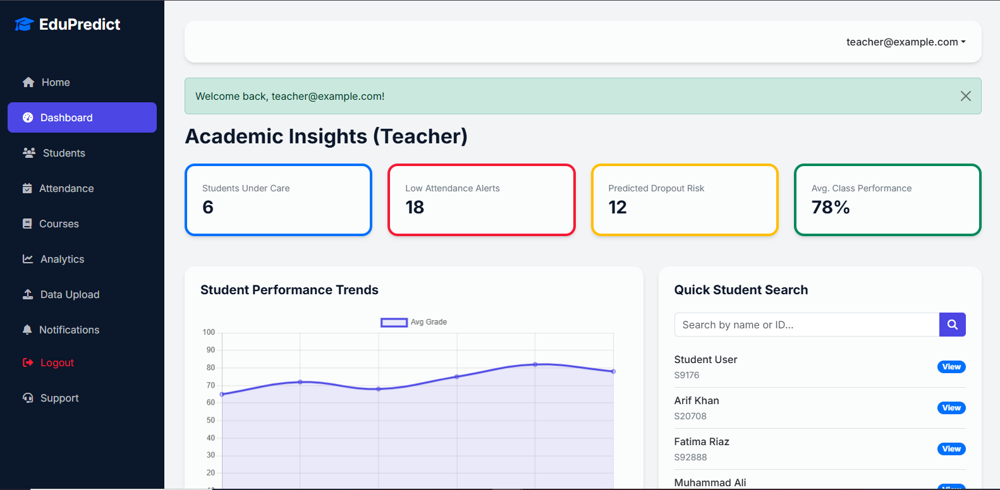 EduPredict
Home
Dashboard
Students
Attendance
Courses
Analytics
Data Upload
Notifications
Logout
Support
teacher@example.com
Welcome back, teacher@example.com!
Academic Insights (Teacher)
Students Under Care
6
Low Attendance Alerts
18
Predicted Dropout Risk
12
Avg. Class Performance
78%
Student Performance Trends
Avg Grade
100
90
80
70
60
50
40
30
20
Quick Student Search
Search by name or ID...
Student User
S9176
View
Arif Khan
S20708
View
Fatima Riaz
S92888
View
Muhammad Ali
View